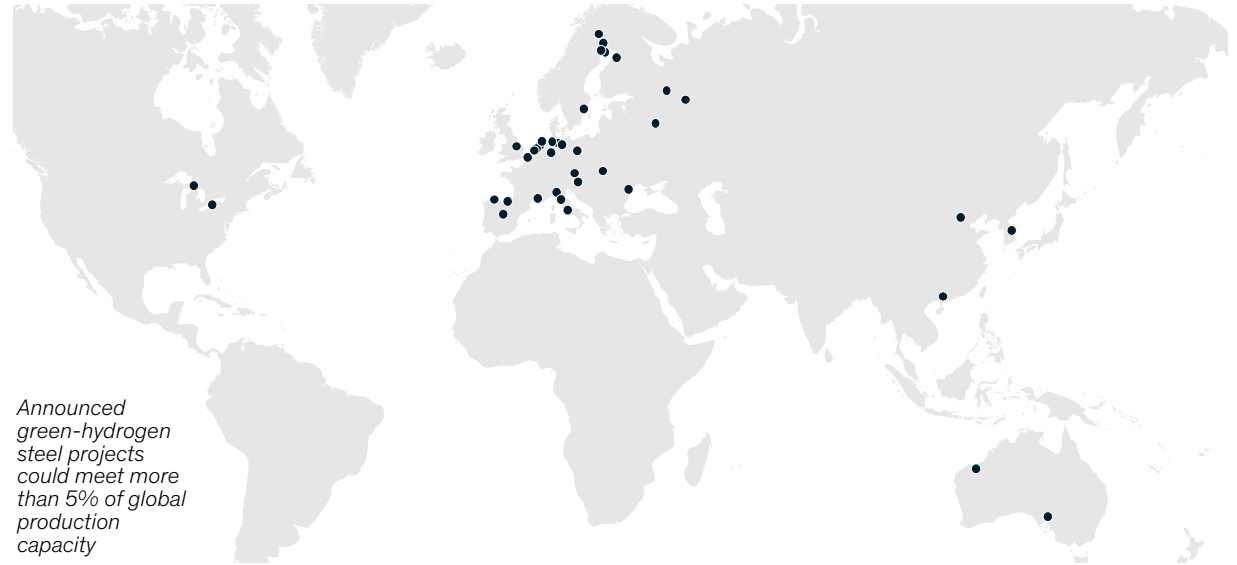 Announced
green-hydrogen
steel projects
could meet more
than 5% of global
production
capacity